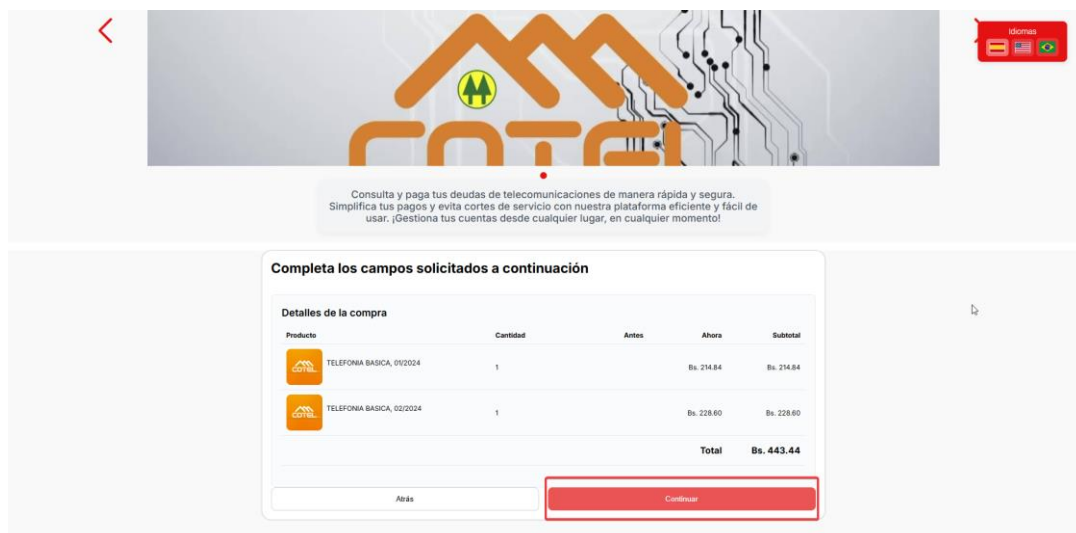 Idiomas
COTEL
Consulta y paga tus deudas de telecomunicaciones de manera rápida y segura.
Simplifica tus pagos y evita cortes de servicio con nuestra plataforma eficiente y fácil de
usar. ¡Gestiona tus cuentas desde cualquier lugar, en cualquier momento!
Completa los campos solicitados a continuación
Detalles de la compra
Producto Cantidad Antes Ahora Subtotal
COTEL TELEFONIA BASICA, 01/2024 1 Bs. 214.84 Bs. 214.84
COTEL TELEFONIA BASICA, 02/2024 1 Bs. 228.60 Bs. 228.60
Total Bs. 443.44
Atrás Continuar